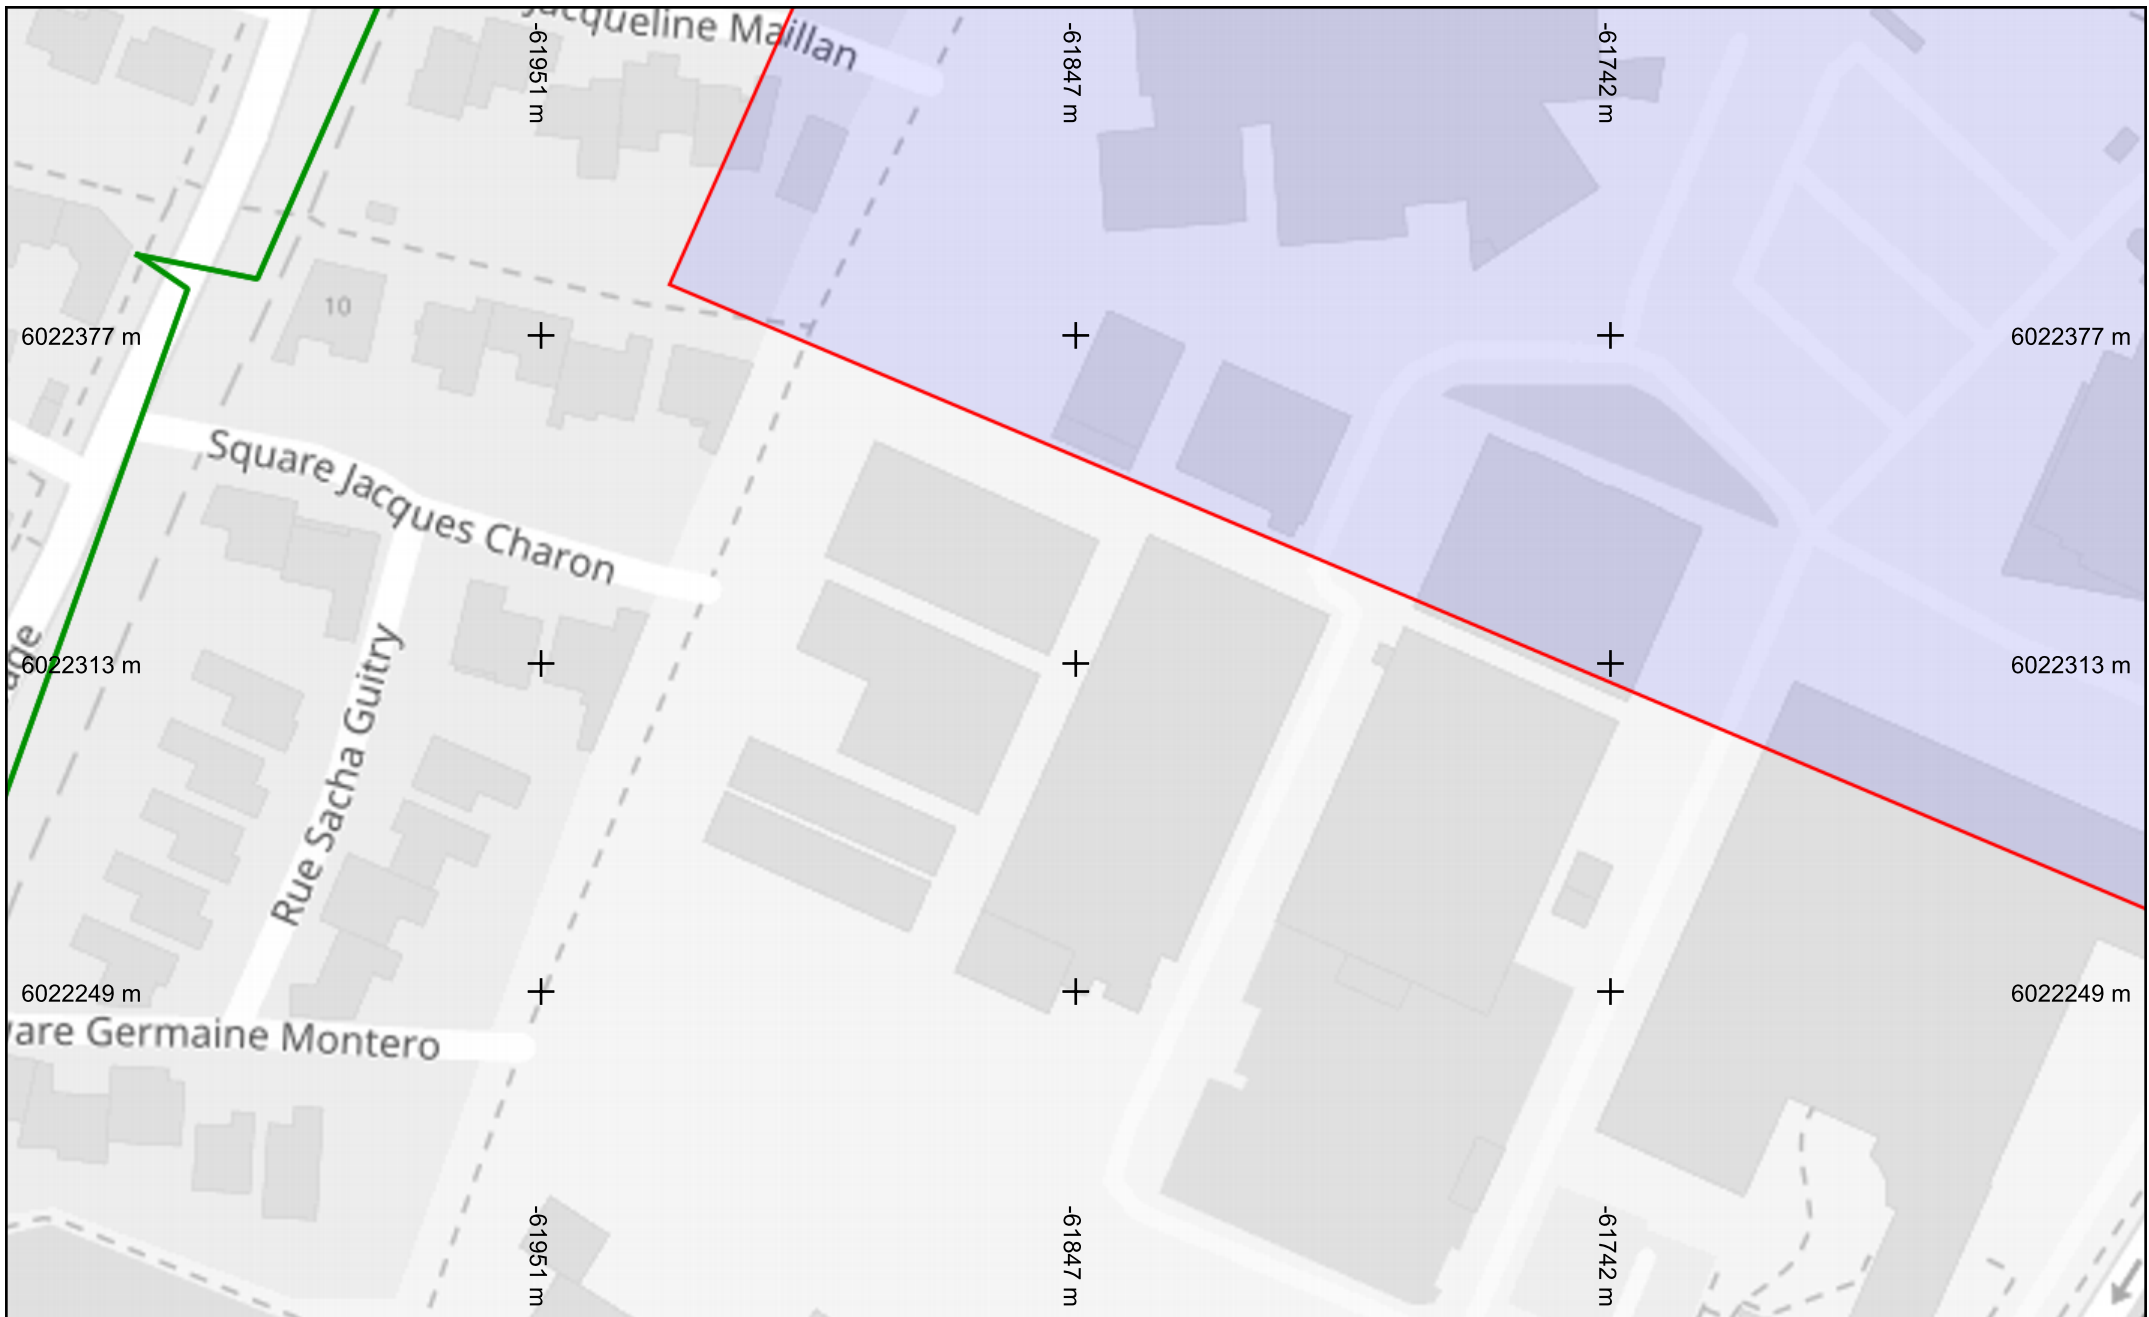 Jacqueline Maillan
-61951 m
-61847 m
-61742 m
10
6022377 m
6022377 m
Square Jacques Charon
6022313 m
6022313 m
Rue Sacha Guitry
6022249 m
6022249 m
Germaine Montero
-61951 m
-61847 m
-61742 m